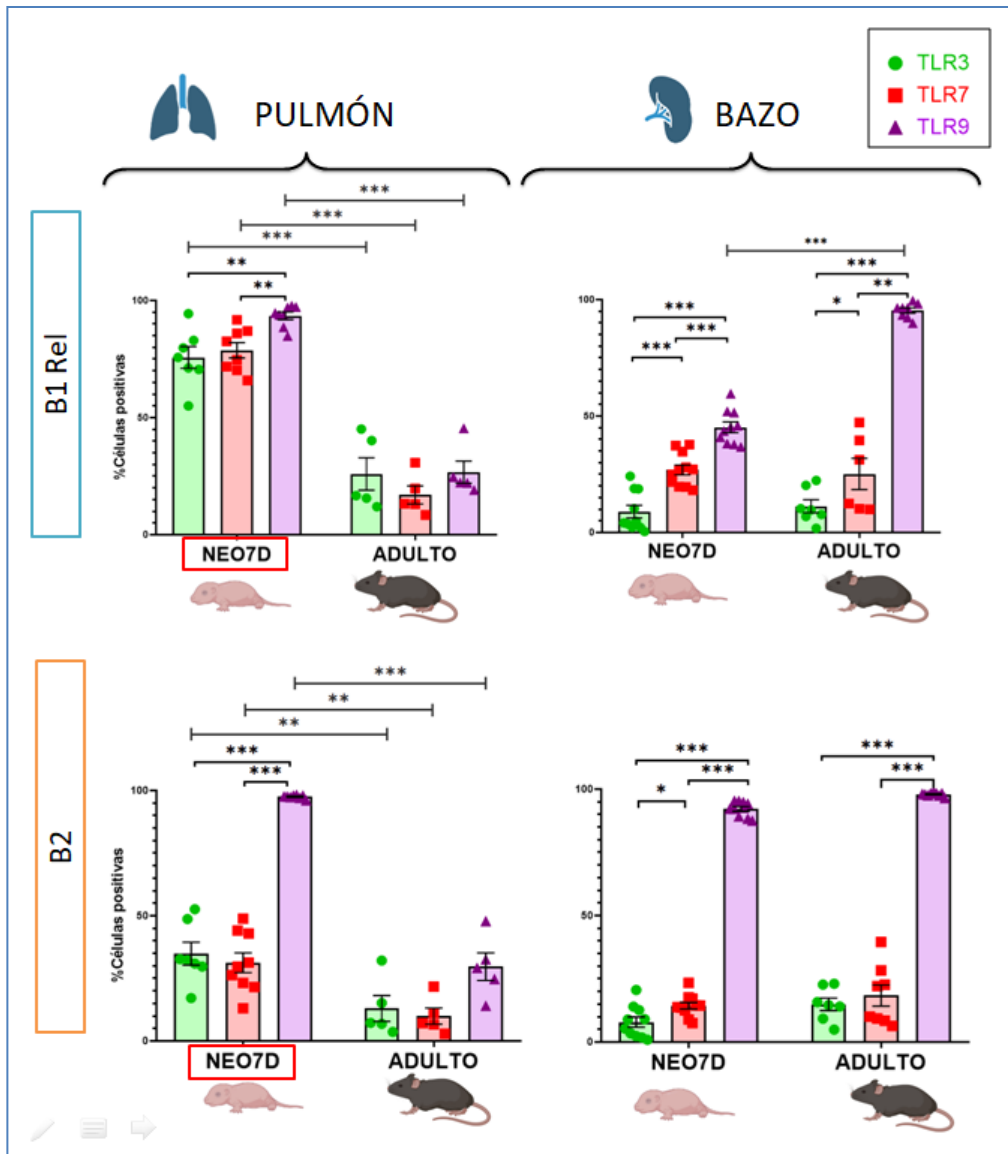 TLR3
TLR7
TLR9
PULMÓN
BAZO
B1 Rel
***
***
***
**
**
%Células positivas
100
50
0
NEO7D
ADULTO
***
***
***
***
***
**
*
100
50
0
NEO7D
ADULTO
B2
***
**
**
***
***
%Células positivas
100
50
0
NEO7D
ADULTO
***
***
*
***
***
100
50
0
NEO7D
ADULTO